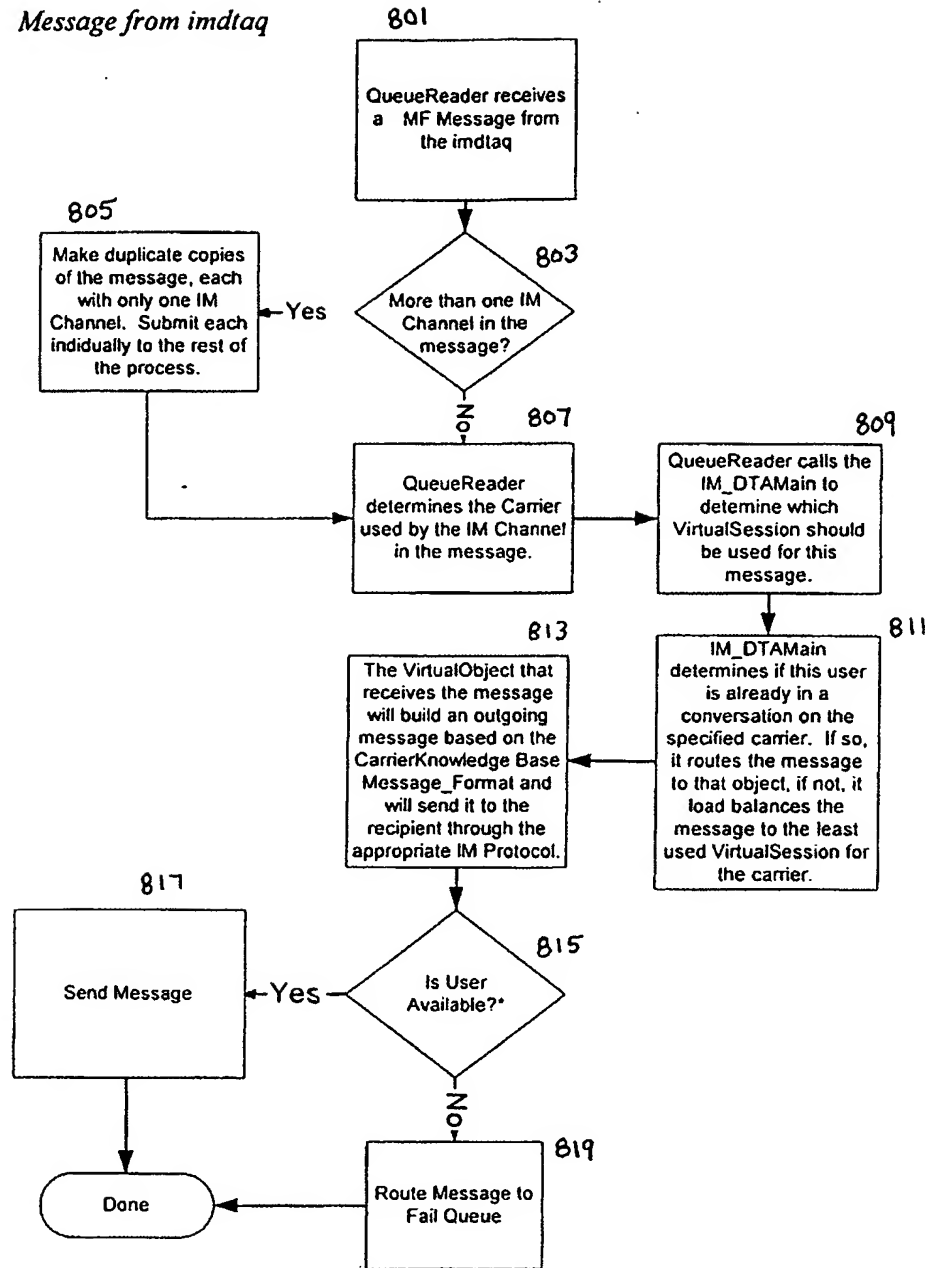 Message from imdtaq
801
QueueReader receives
a MF Message from
the imdtaq
805
Make duplicate copies
of the message, each
with only one IM
Channel. Submit each
indidually to the rest of
the process.
Yes
803
More than one IM
Channel in the
message?
No
807
QueueReader
determines the Carrier
used by the IM Channel
in the message.
809
QueueReader calls the
IM_DTAMain to
detemine which
VirtualSession should
be used for this
message.
811
IM_DTAMain
determines if this user
is already in a
conversation on the
specified carrier. If so,
it routes the message
to that object, if not, it
load balances the
message to the least
used VirtualSession for
the carrier.
813
The VirtualObject that
receives the message
will build an outgoing
message based on the
CarrierKnowledge Base
Message_Format and
will send it to the
recipient through the
appropriate IM Protocol.
815
Is User
Available?*
Yes
817
Send Message
No
819
Route Message to
Fail Queue
Done